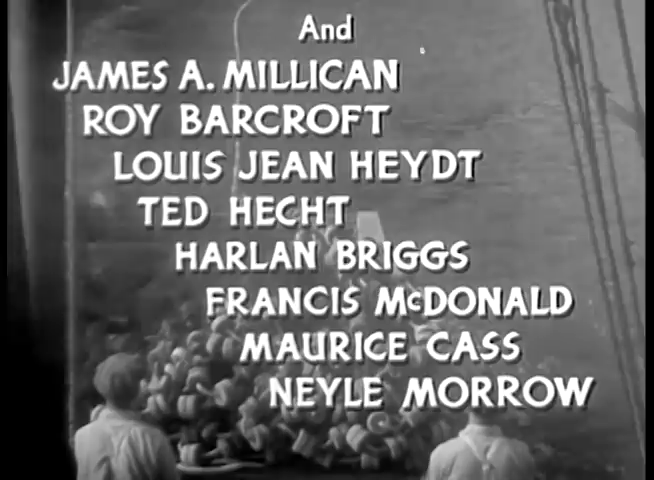 And
JAMES A. MILLICAN
ROY BARCROFT
LOUIS JEAN HEYDT
TED HECHT
HARLAN BRIGGS
FRANCIS McDONALD
MAURICE CASS
NEYLE MORROW